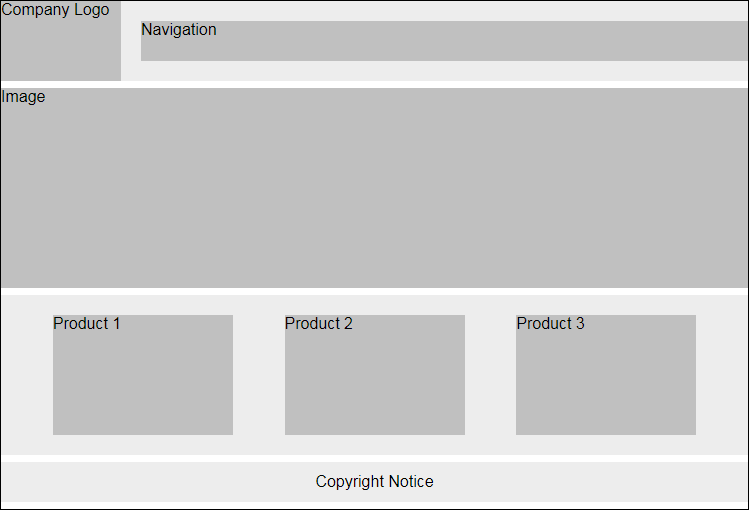 Company Logo
Navigation
Image
Product 1
Product 2
Product 3
Copyright Notice